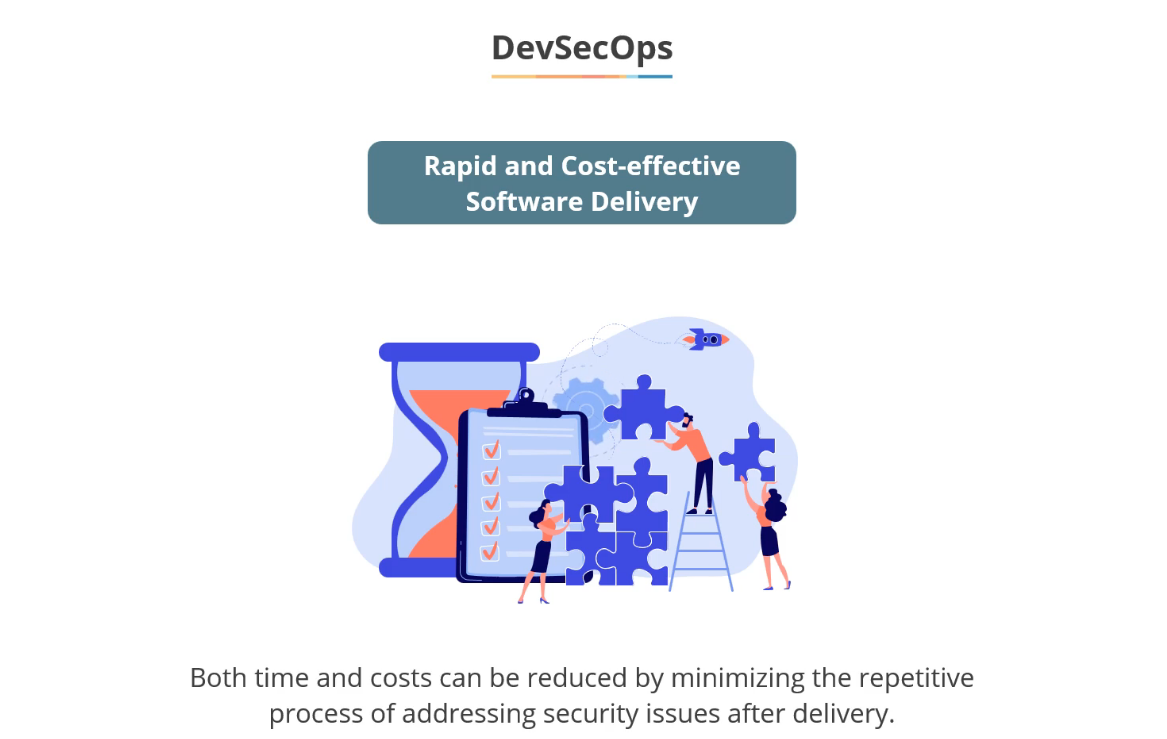 DevSecOps
Rapid and Cost-effective
Software Delivery
Both time and costs can be reduced by minimizing the repetitive
process of addressing security issues after delivery.